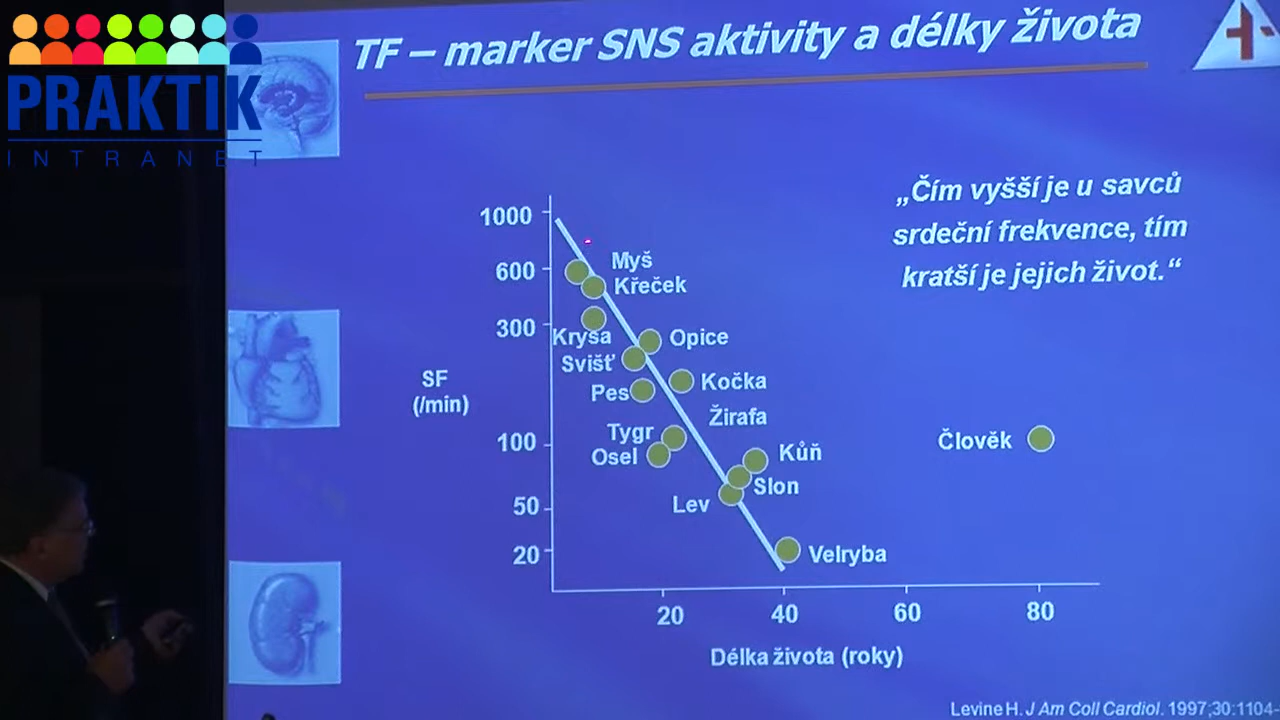 PRAKTIK
INTRANET
TF – marker SNS aktivity a délky života
„Čím vyšší je u savců
srdeční frekvence, tím
kratší je jejich život.“
1000
600
300
100
50
20
SF
(/min)
Myš
Křeček
Krysa
Opice
Svišť
Pes
Kočka
Žirafa
Tygr
Osel
Kůň
Slon
Lev
Velryba
Člověk
20
40
60
80
Délka života (roky)
Levine H. J Am Coll Cardiol. 1997;30:1104-